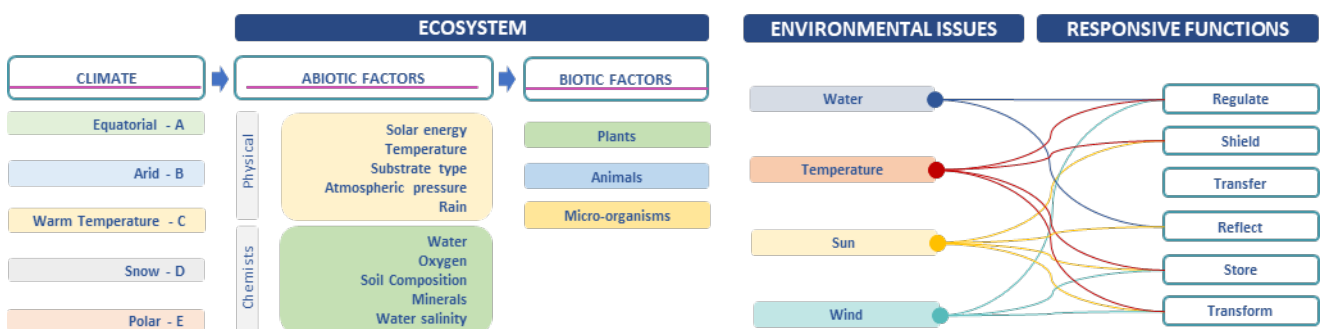 ECOSYSTEM
ENVIRONMENTAL ISSUES
RESPONSIVE FUNCTIONS
CLIMATE
ABIOTIC FACTORS
BIOTIC FACTORS
Equatorial - A
Arid - B
Warm Temperature - C
Snow - D
Polar - E
Physical
Solar energy
Temperature
Substrate type
Atmospheric pressure
Rain
Chemists
Water
Oxygen
Soil Composition
Minerals
Water salinity
Plants
Animals
Micro-organisms
Water
Temperature
Sun
Wind
Regulate
Shield
Transfer
Reflect
Store
Transform